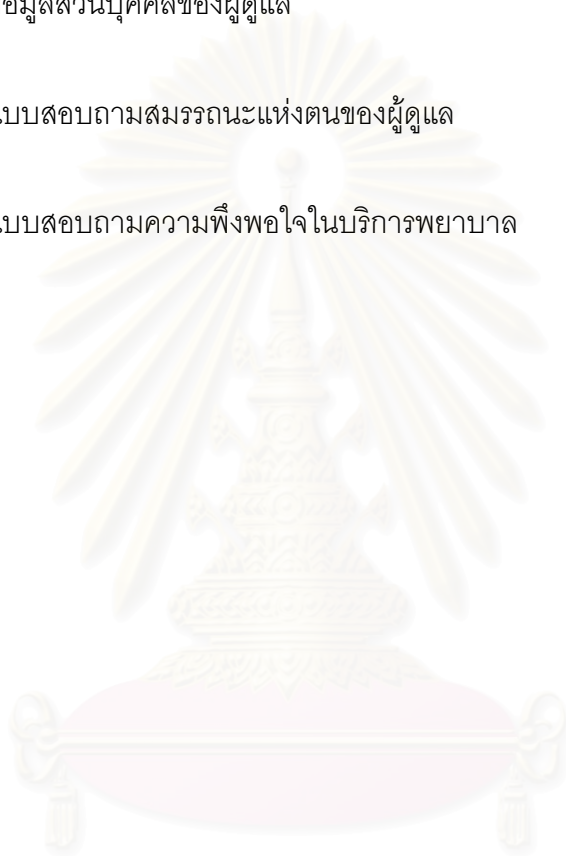 ข้อมูลส่วนบุคคลของผู้ดูแล
แบบสอบถามสมรรถนะแห่งตนของผู้ดูแล
แบบสอบถามความพึงพอใจในบริการพยาบาล